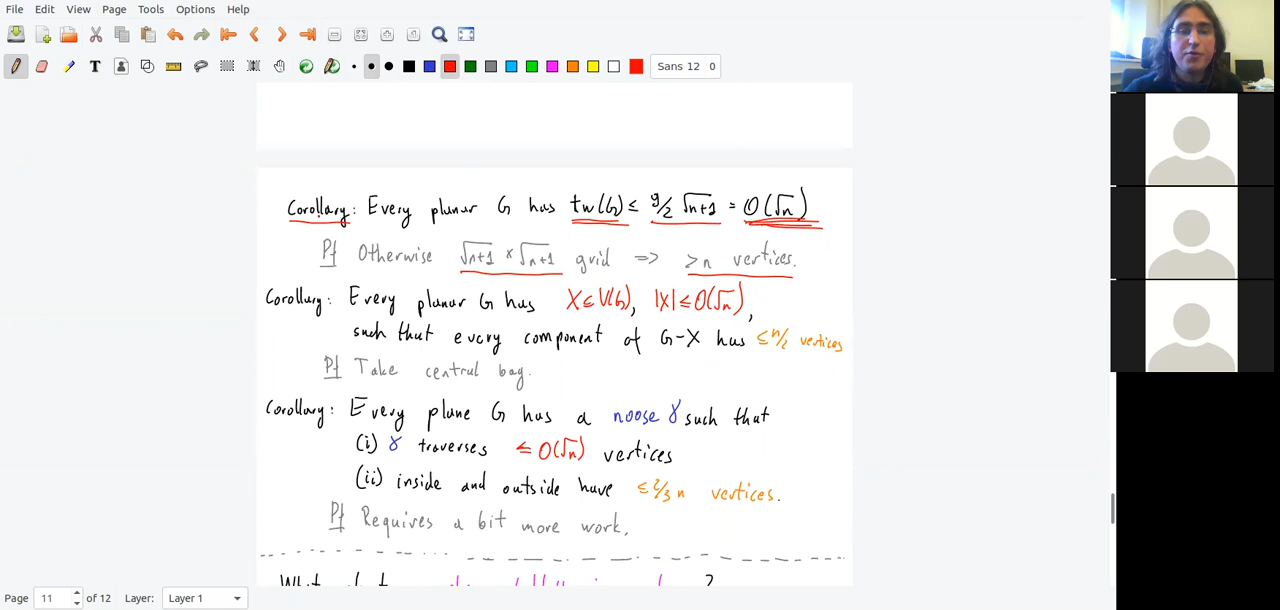 File Edit View Page Tools Options Help
T Sans 12 0
Corollary: Every planar G has tw(G) ≤ 9/2 √n+1 = O(√n)
Pf Otherwise √n+1 × √n+1 grid => >n vertices.
Corollary: Every planar G has X ⊆ V(G), |X| ≤ O(√n),
such that every component of G-X has ≤ n/2 vertices
Pf Take central bag.
Corollary: Every plane G has a noose γ such that
(i) γ traverses ≤ O(√n) vertices
(ii) inside and outside have ≤ 2/3 n vertices.
Pf Requires a bit more work.
Page 11 of 12 Layer: Layer 1